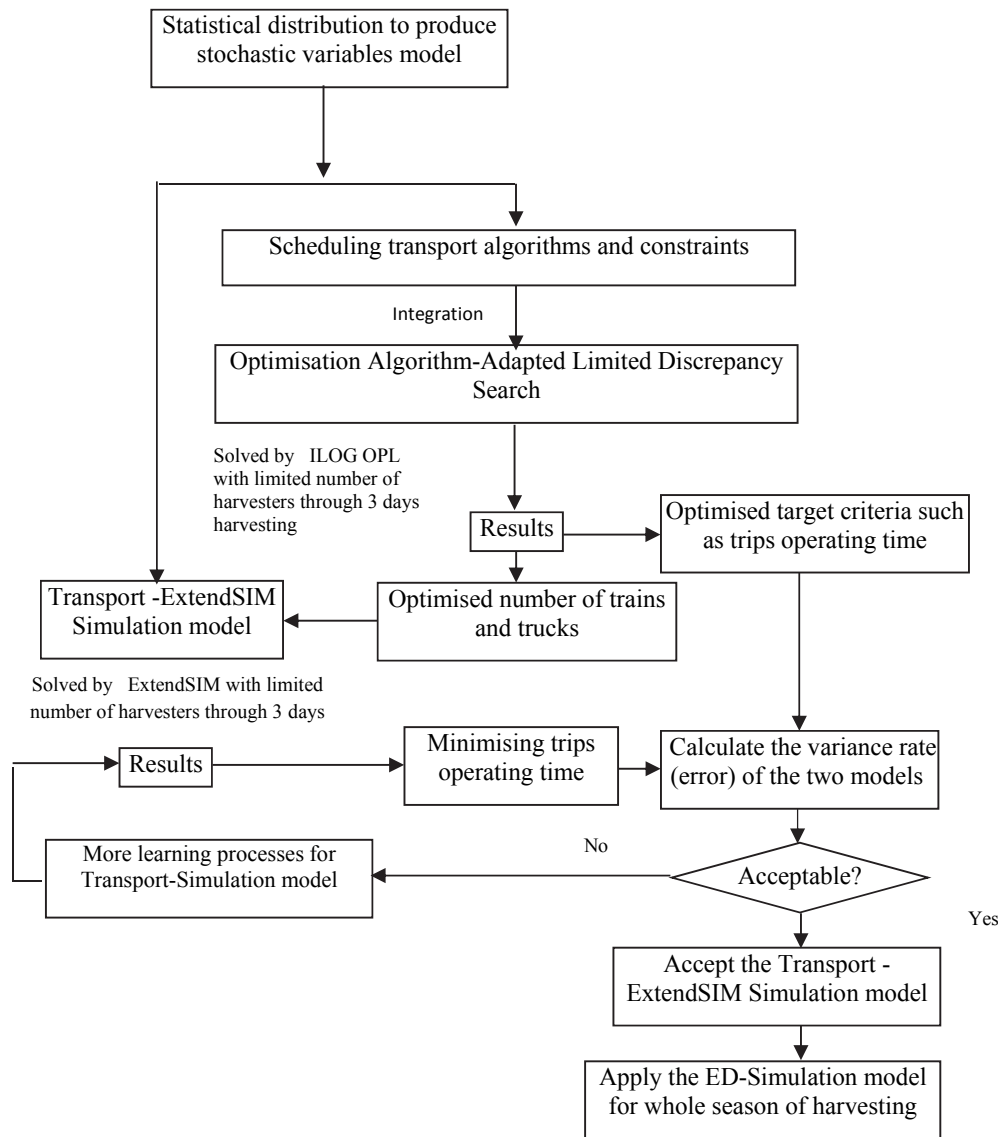 Statistical distribution to produce
stochastic variables model
Scheduling transport algorithms and constraints
Integration
Optimisation Algorithm-Adapted Limited Discrepancy
Search
Solved by ILOG OPL
with limited number of
harvesters through 3 days
harvesting
Results
Optimised target criteria such
as trips operating time
Transport -ExtendSIM
Simulation model
Optimised number of trains
and trucks
Solved by ExtendSIM with limited
number of harvesters through 3 days
Results
Minimising trips
operating time
Calculate the variance rate
(error) of the two models
More learning processes for
Transport-Simulation model
No
Acceptable?
Yes
Accept the Transport -
ExtendSIM Simulation model
Apply the ED-Simulation model
for whole season of harvesting